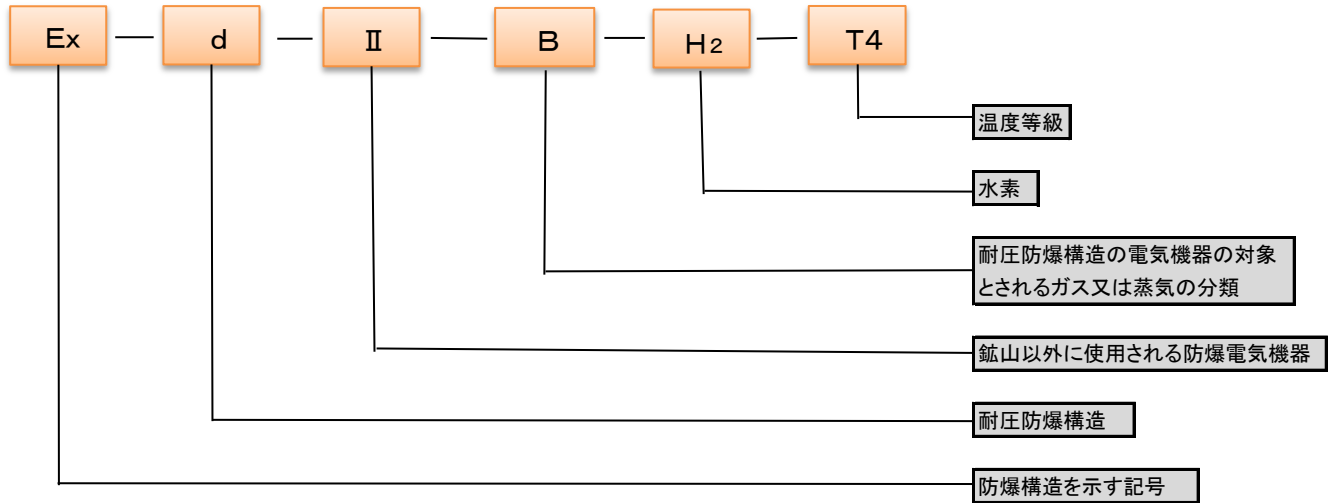 Ex d Ⅱ B H2 T4
温度等級
水素
耐圧防爆構造の電気機器の対象
とされるガス又は蒸気の分類
鉱山以外に使用される防爆電気機器
耐圧防爆構造
防爆構造を示す記号